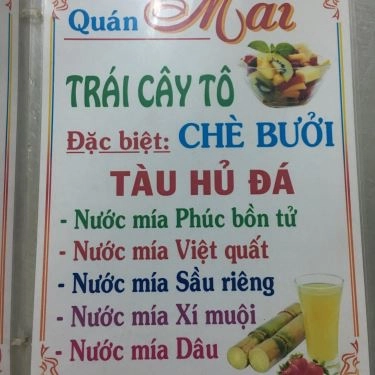 Quán Mai
TRÁI CÂY TÔ
Đặc biệt: CHÈ BƯỞI
TÀU HỦ ĐÁ
- Nước mía Phúc bồn tử
- Nước mía Việt quất
- Nước mía Sầu riêng
- Nước mía Xí muội
- Nước mía Dâu